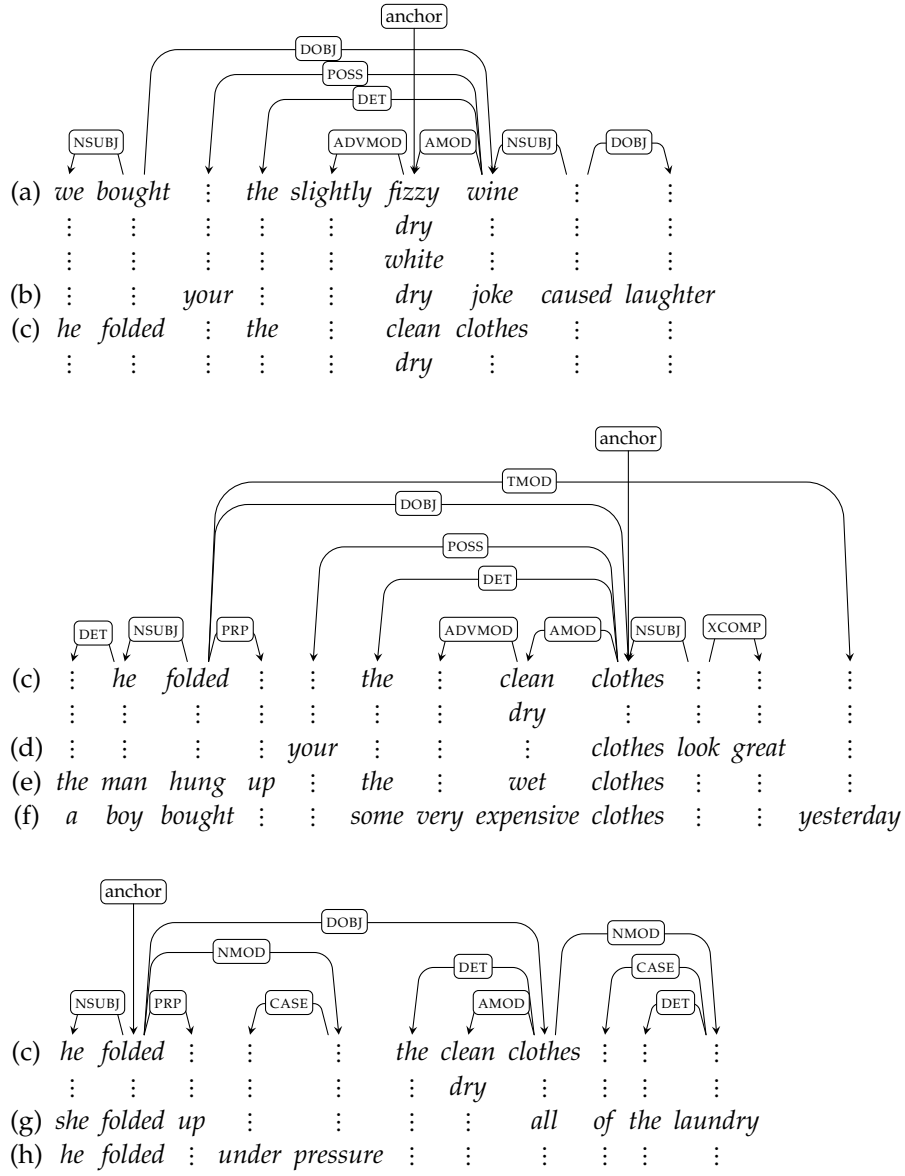 anchor
DOBJ
POSS
DET
NSUBJ ADVMOD AMOD NSUBJ DOBJ
(a) we bought ⋮ the slightly fizzy wine ⋮ ⋮
⋮ ⋮ ⋮ ⋮ ⋮ dry ⋮ ⋮ ⋮
⋮ ⋮ ⋮ ⋮ ⋮ white ⋮ ⋮ ⋮
(b) ⋮ ⋮ your ⋮ ⋮ dry joke caused laughter
(c) he folded ⋮ the ⋮ clean clothes ⋮ ⋮
⋮ ⋮ ⋮ ⋮ ⋮ dry ⋮ ⋮ ⋮
anchor
TMOD
DOBJ
POSS
DET
DET NSUBJ PRP ADVMOD AMOD NSUBJ XCOMP
(c) ⋮ he folded ⋮ ⋮ the ⋮ clean clothes ⋮ ⋮ ⋮
⋮ ⋮ ⋮ ⋮ ⋮ ⋮ ⋮ dry ⋮ ⋮ ⋮ ⋮
(d) ⋮ ⋮ ⋮ ⋮ your ⋮ ⋮ ⋮ clothes look great ⋮
(e) the man hung up ⋮ the ⋮ wet clothes ⋮ ⋮ ⋮
(f) a boy bought ⋮ ⋮ some very expensive clothes ⋮ ⋮ yesterday
anchor
DOBJ
NMOD NMOD
DET CASE
NSUBJ PRP CASE AMOD DET
(c) he folded ⋮ ⋮ ⋮ the clean clothes ⋮ ⋮ ⋮
⋮ ⋮ ⋮ ⋮ ⋮ ⋮ dry ⋮ ⋮ ⋮ ⋮
(g) she folded up ⋮ ⋮ ⋮ ⋮ all of the laundry
(h) he folded ⋮ under pressure ⋮ ⋮ ⋮ ⋮ ⋮ ⋮